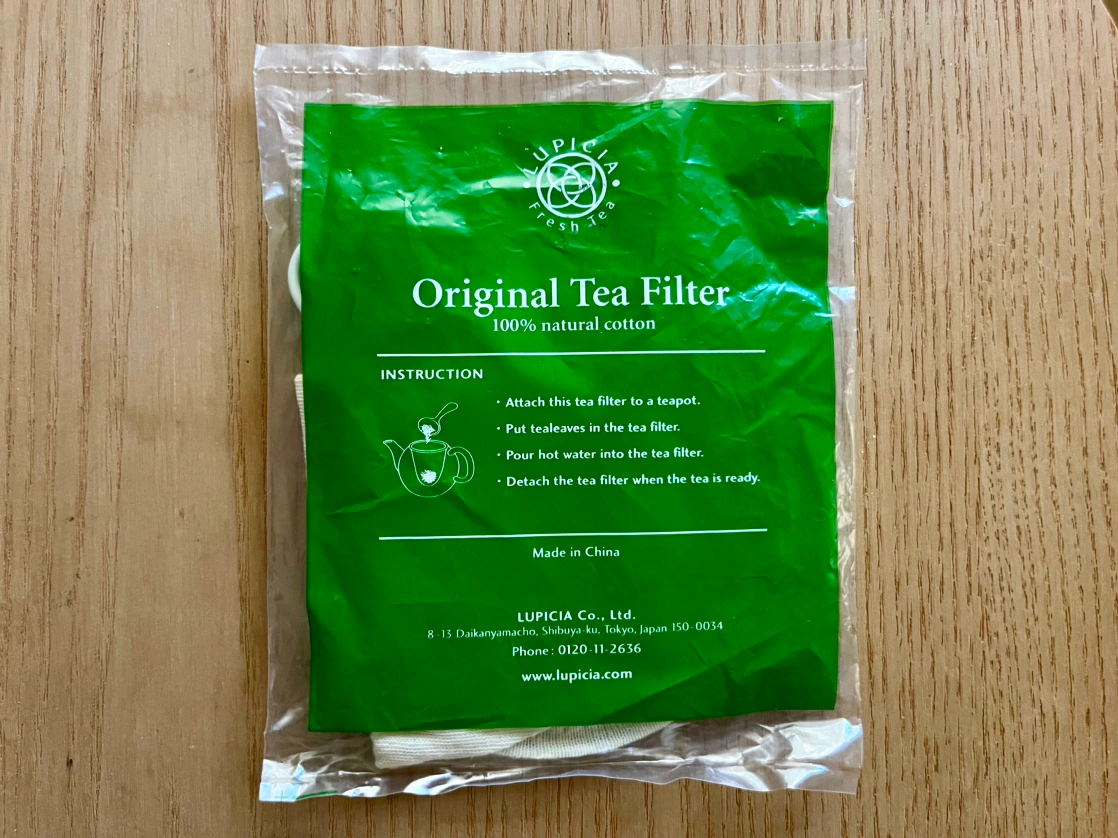 LUPICIA
Fresh Tea
Original Tea Filter
100% natural cotton
INSTRUCTION
・Attach this tea filter to a teapot.
・Put tealeaves in the tea filter.
・Pour hot water into the tea filter.
・Detach the tea filter when the tea is ready.
Made in China
LUPICIA Co., Ltd.
8-13 Daikanyamacho, Shibuya-ku, Tokyo, Japan 150-0034
Phone: 0120-11-2636
www.lupicia.com